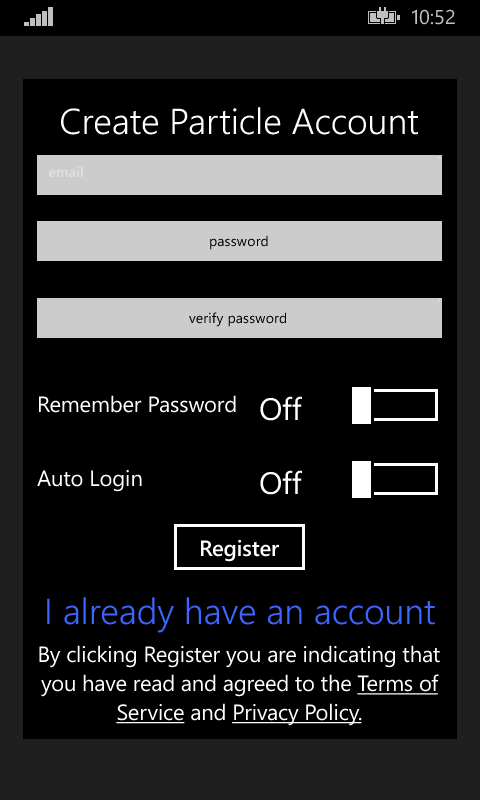 10:52
Create Particle Account
email
password
verify password
Remember Password Off
Auto Login Off
Register
I already have an account
By clicking Register you are indicating that
you have read and agreed to the Terms of
Service and Privacy Policy.